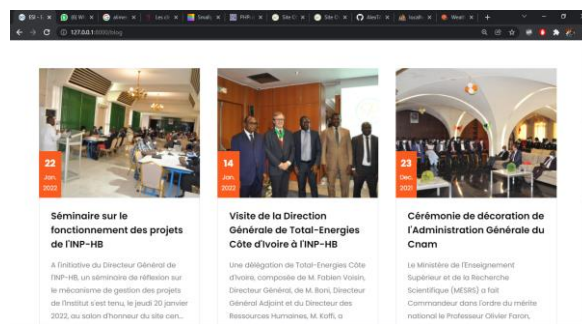 127.0.0.1:8000/blog
22
Jan.
2022
14
Jan.
2022
23
Dec.
2021
Séminaire sur le
fonctionnement des projets
de l'INP-HB
A l'initiative du Directeur Général de
l'INP-HB, un séminaire de réflexion sur
le mécanisme de gestion des projets
de l'institut s'est tenu, le jeudi 20 janvier
2022, au salon d'honneur du site cen...
Visite de la Direction
Générale de Total-Energies
Côte d'Ivoire à l'INP-HB
Une délégation de Total-Energies Côte
d'Ivoire, composée de M. Fabien Voisin,
Directeur Général, de M. Boni, Directeur
Général Adjoint et du Directeur des
Ressources Humaines, M. Koffi, a
Cérémonie de décoration de
l'Administration Générale du
Cnam
Le Ministère de l'Enseignement
Supérieur et de la Recherche
Scientifique (MESRS) a fait
Commandeur dans l'ordre du mérite
national le Professeur Olivier Faron,